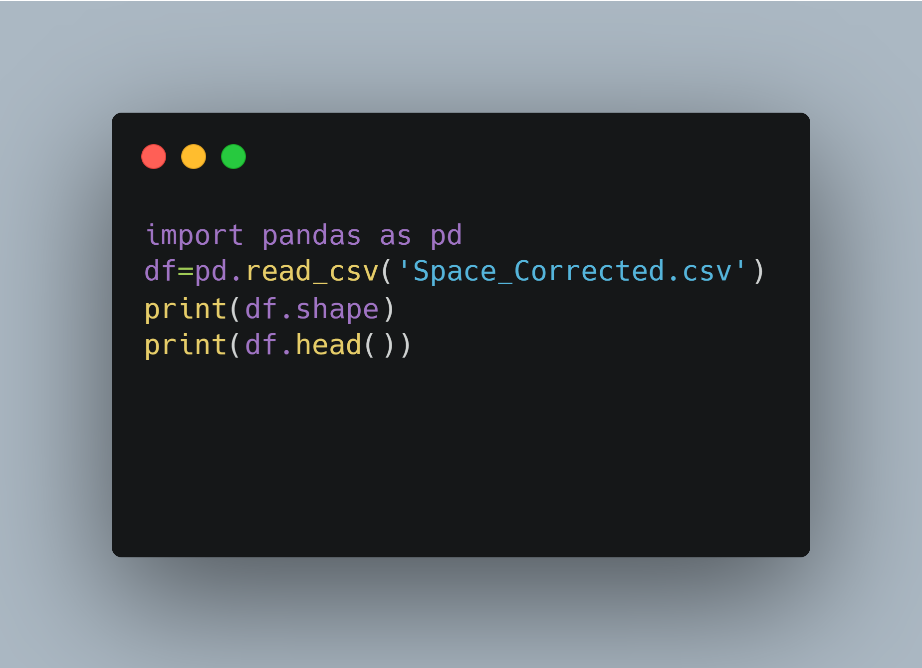 import pandas as pd
df=pd.read_csv('Space_Corrected.csv')
print(df.shape)
print(df.head())